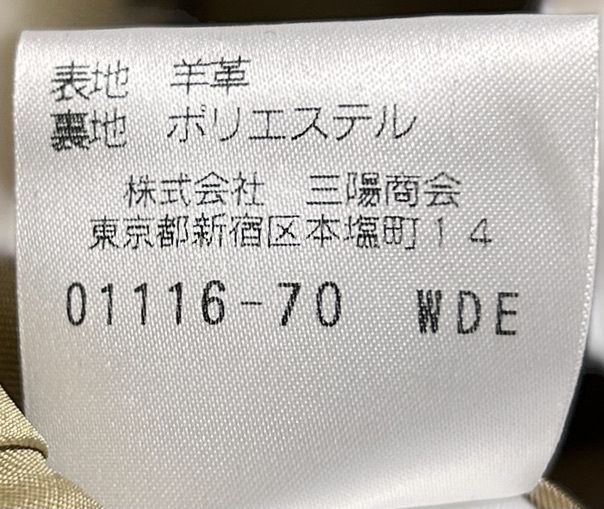 表地 羊革
裏地 ポリエステル
株式会社 三陽商会
東京都新宿区本塩町14
01116-70 WDE